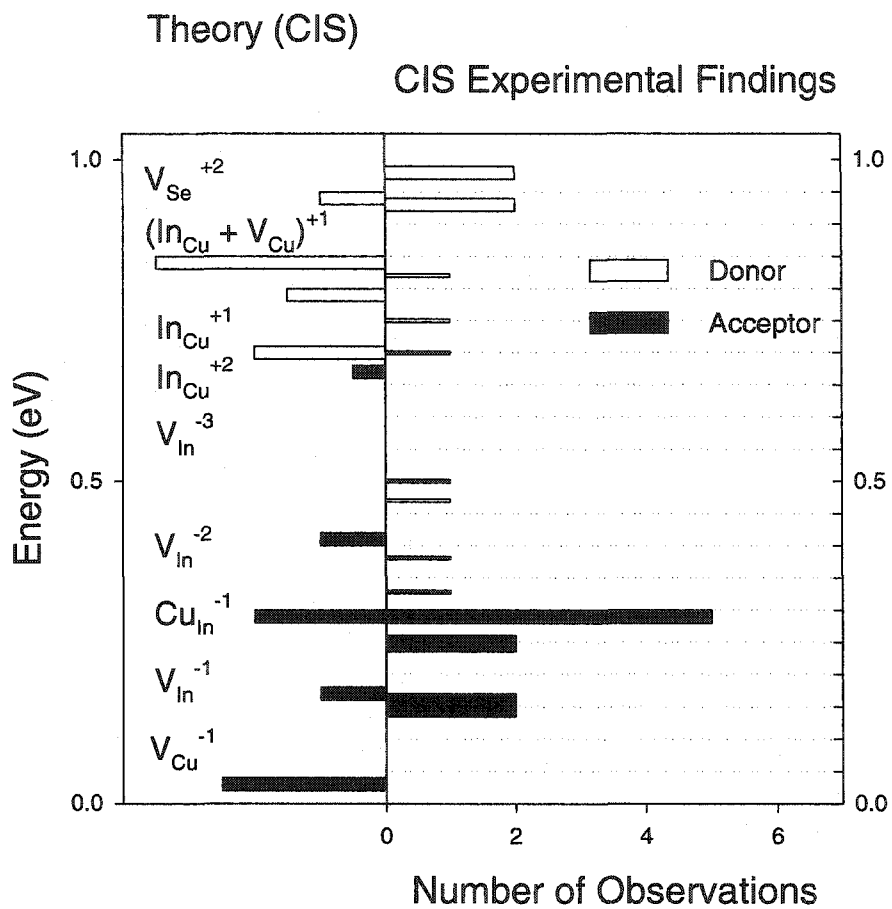 Theory (CIS)
CIS Experimental Findings
Energy (eV)
1.0
0.5
0.0
V_Se^+2
(In_Cu + V_Cu)^+1
In_Cu^+1
In_Cu^+2
V_In^-3
V_In^-2
Cu_In^-1
V_In^-1
V_Cu^-1
Donor
Acceptor
1.0
0.5
0.0
0 2 4 6
Number of Observations